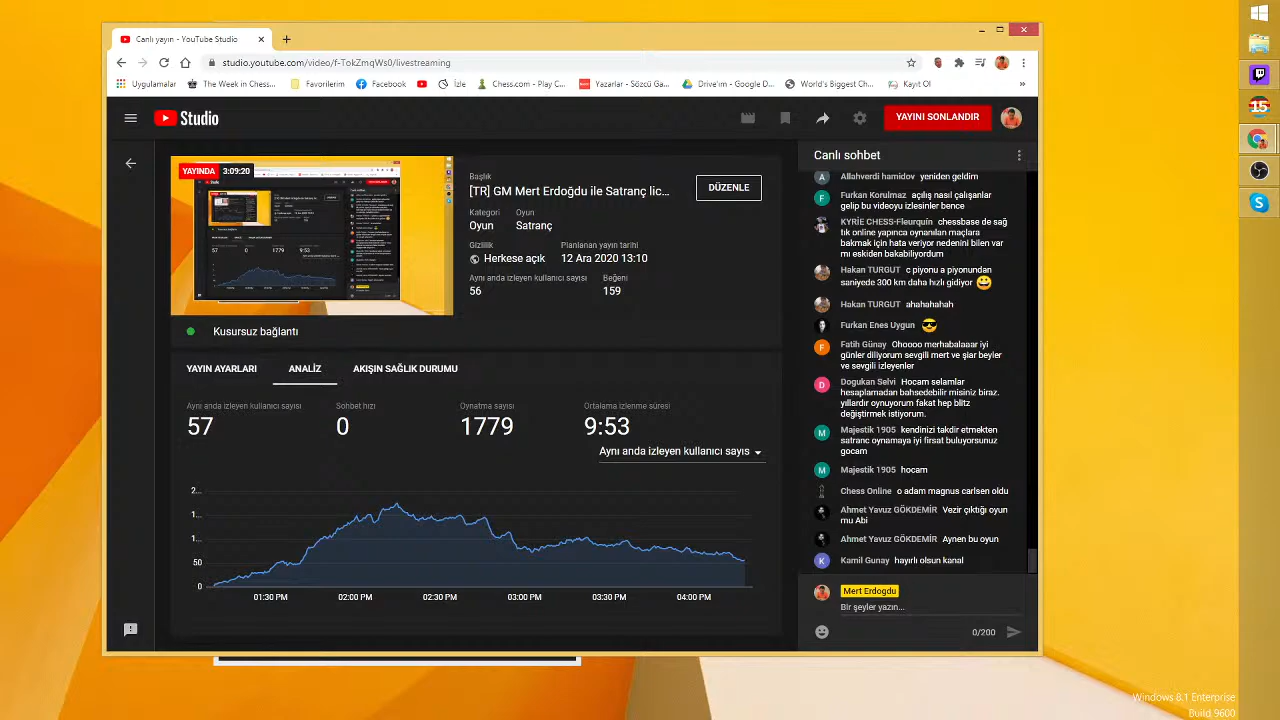 Canlı yayın - YouTube Studio
studio.youtube.com/video/f-TokZmqWs0/livestreaming
Uygulamalar
The Week in Chess...
Favorilerim
Facebook
İzle
Chess.com - Play C...
Yazarlar - Sözcü Ga...
Drive'ım - Google D...
World's Biggest Ch...
Kayıt Ol
Studio
YAYINI SONLANDIR
YAYINDA 3:09:20
Başlık
[TR] GM Mert Erdoğdu ile Satranç lic...
DÜZENLE
Kategori Oyun
Oyun Satranç
Gizlilik Planlanan yayın tarihi
Herkese açık 12 Ara 2020 13:10
Aynı anda izleyen kullanıcı sayısı Beğeni
56 159
Kusursuz bağlantı
YAYIN AYARLARI ANALİZ AKIŞIN SAĞLIK DURUMU
Aynı anda izleyen kullanıcı sayısı Sohbet hızı Oynatma sayısı Ortalama izlenme süresi
57 0 1779 9:53
Aynı anda izleyen kullanıcı sayısı
2...
1...
1...
50
0
01:30 PM 02:00 PM 02:30 PM 03:00 PM 03:30 PM 04:00 PM
Canlı sohbet
Allahverdi hamidov yeniden geldim
Furkan Korulmaz açılış nasıl çalışanlar
gelip bu videoyu izlesinler bence
KYRİE CHESS-Fleurquin chessbase de sağ
tık online yapınca oynanılan maçlara
bakmak için hata veriyor nedenini bilen var
mı eskiden bakabiliyordum
Hakan TURGUT c piyonu a piyonundan
saniyede 300 km daha hızlı gidiyor
Hakan TURGUT ahahahahah
Furkan Enes Uygun
Fatih Günay Ohoooo merhabalaaar iyi
günler diliyorum sevgili mert ve şiar beyler
ve sevgili izleyenler
Dogukan Selvi Hocam selamlar
hesaplamadan bahsedebilir misiniz biraz.
yıllardır oynuyorum fakat hep blitz
değiştirmek istiyorum.
Majestik 1905 kendinizi takdir etmekten
satranc oynamaya iyi firsat buluyorsunuz
gocam
Majestik 1905 hocam
Chess Online o adam magnus carlsen oldu
Ahmet Yavuz GÖKDEMİR Vezir çıktığı oyun
mu Abi
Ahmet Yavuz GÖKDEMİR Aynen bu oyun
Kamil Gunay hayırlı olsun kanal
Mert Erdogdu
Bir şeyler yazın...
0/200
15
Windows 8.1 Enterprise
Build 9600